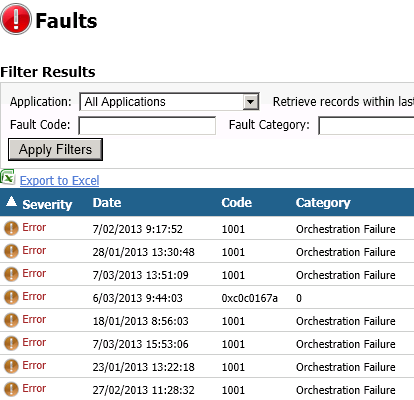 Faults
Filter Results
Application: All Applications Retrieve records within last
Fault Code: Fault Category:
Apply Filters
Export to Excel
Severity Date Code Category
Error 7/02/2013 9:17:52 1001 Orchestration Failure
Error 28/01/2013 13:30:48 1001 Orchestration Failure
Error 7/03/2013 13:51:09 1001 Orchestration Failure
Error 6/03/2013 9:44:03 0xc0c0167a 0
Error 18/01/2013 8:56:03 1001 Orchestration Failure
Error 7/03/2013 15:53:06 1001 Orchestration Failure
Error 23/01/2013 13:22:18 1001 Orchestration Failure
Error 27/02/2013 11:28:32 1001 Orchestration Failure